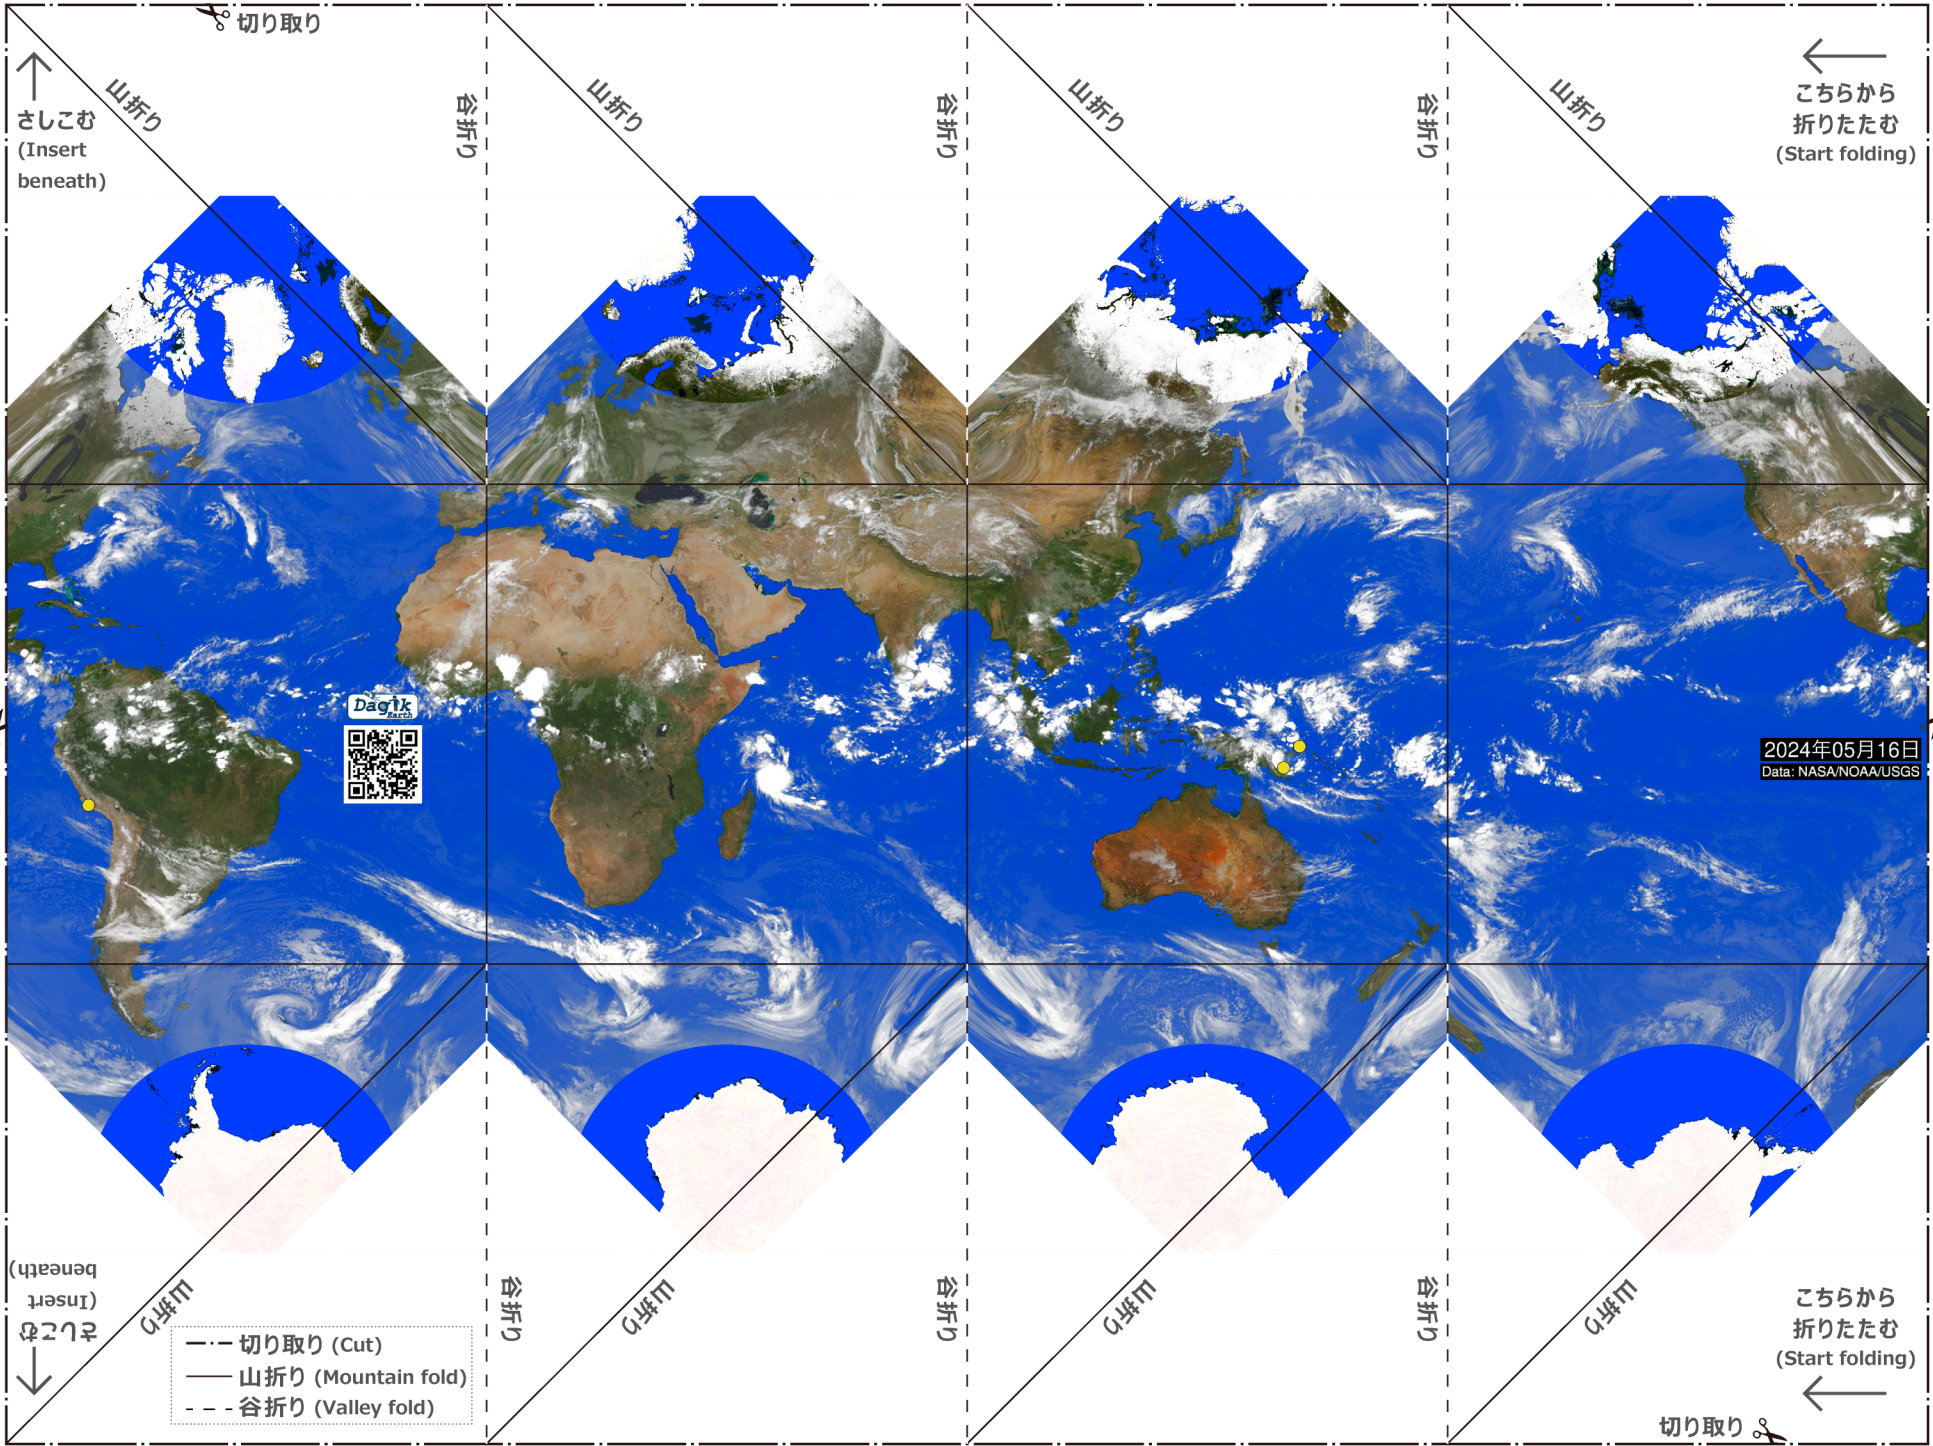 切り取り
山折り
谷折り
山折り
谷折り
山折り
谷折り
山折り
さしこむ
(Insert
beneath)
こちらから
折りたたむ
(Start folding)
Dagik
Earth
2024年05月16日
Data: NASA/NOAA/USGS
さしこむ
(Insert
beneath)
山折り
谷折り
山折り
谷折り
山折り
谷折り
山折り
切り取り (Cut)
山折り (Mountain fold)
谷折り (Valley fold)
こちらから
折りたたむ
(Start folding)
切り取り